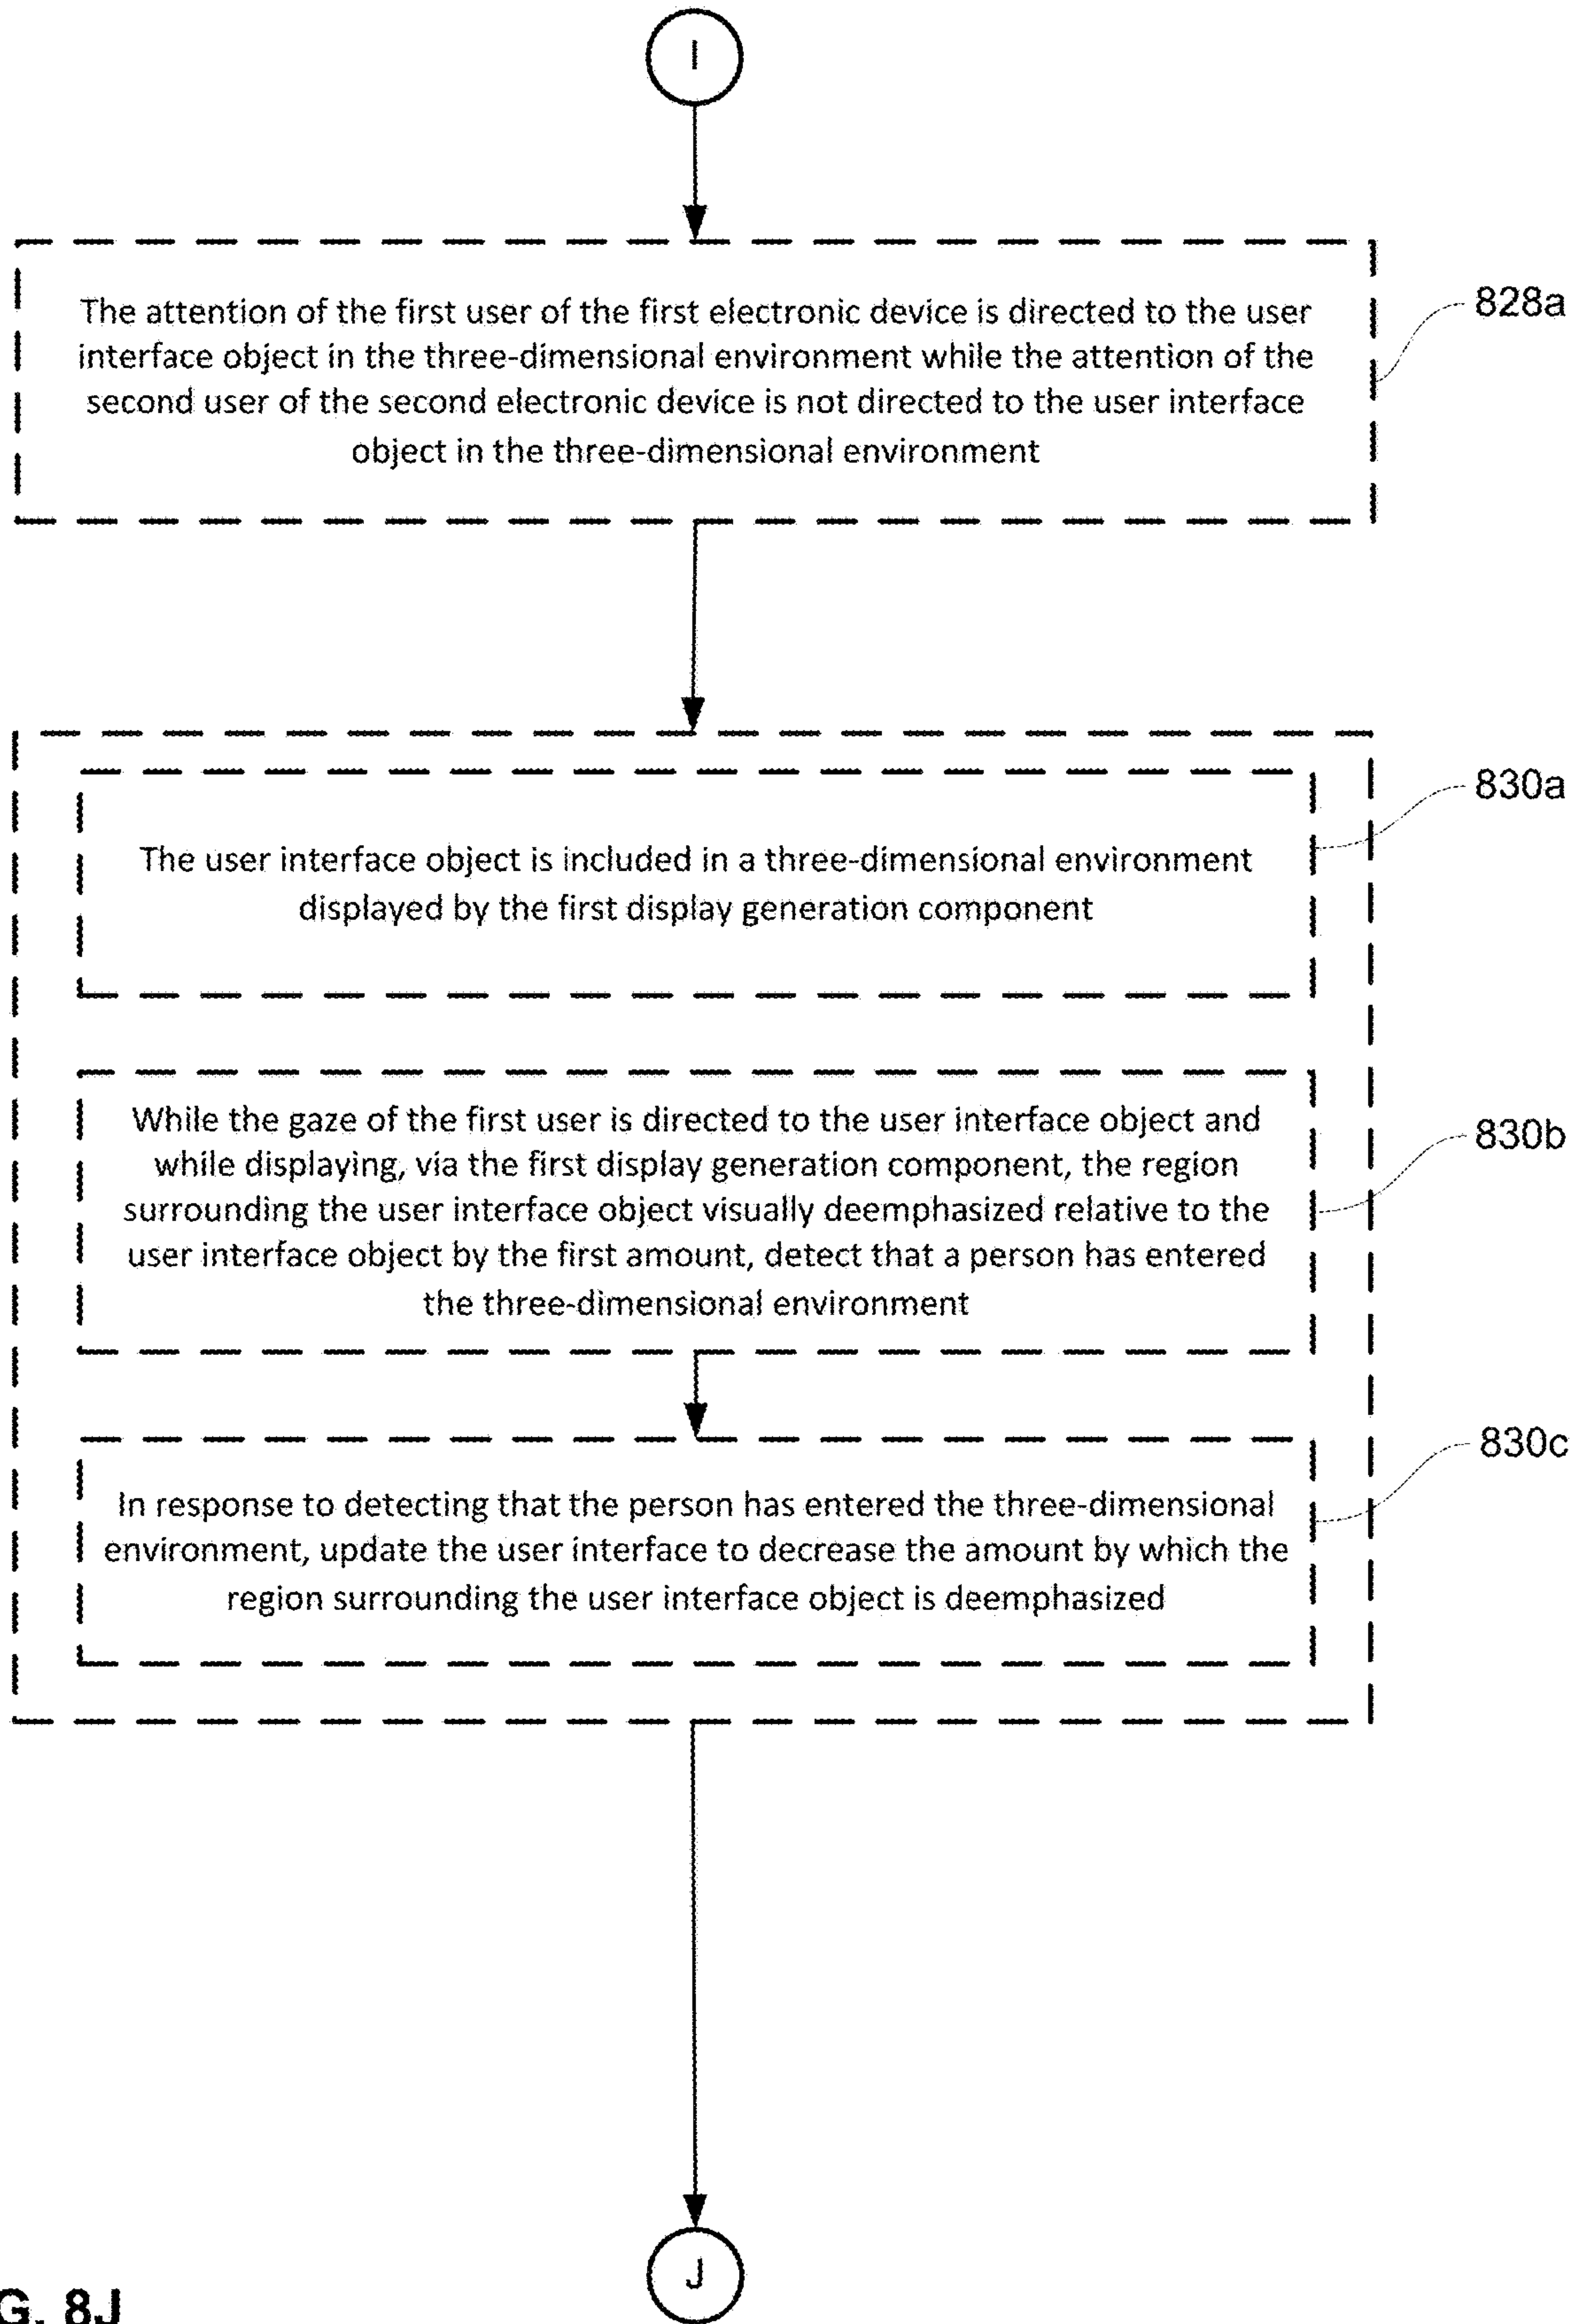 I
The attention of the first user of the first electronic device is directed to the user
interface object in the three-dimensional environment while the attention of the
second user of the second electronic device is not directed to the user interface
object in the three-dimensional environment
828a
The user interface object is included in a three-dimensional environment
displayed by the first display generation component
830a
While the gaze of the first user is directed to the user interface object and
while displaying, via the first display generation component, the region
surrounding the user interface object visually deemphasized relative to the
user interface object by the first amount, detect that a person has entered
the three-dimensional environment
830b
In response to detecting that the person has entered the three-dimensional
environment, update the user interface to decrease the amount by which the
region surrounding the user interface object is deemphasized
830c
J
G. 8J